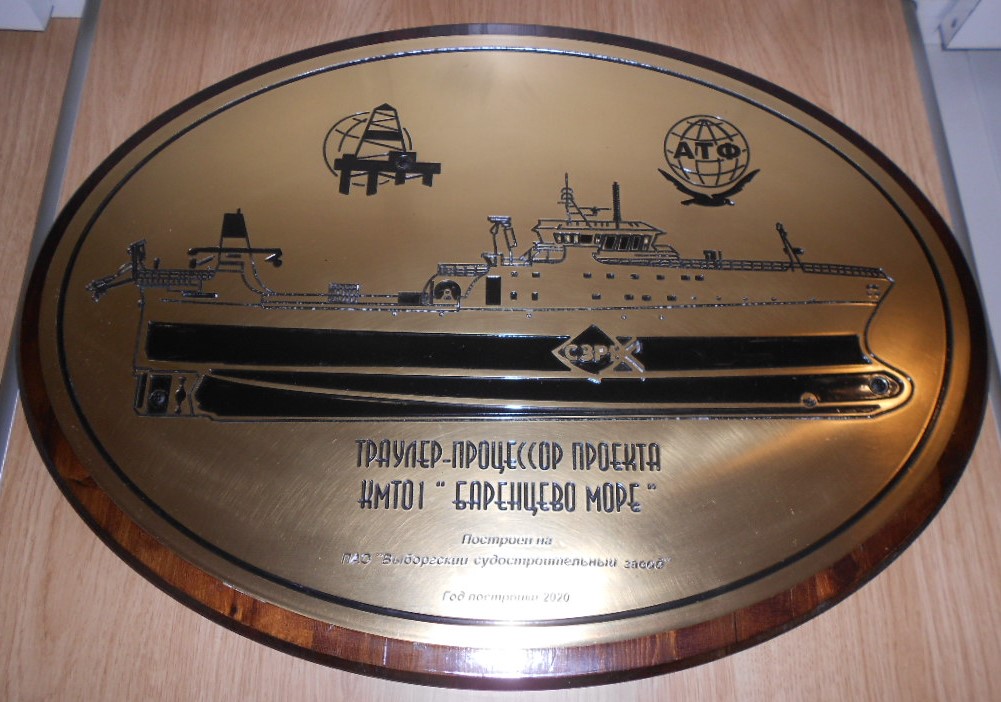 АТФ
СЗРК
ТРАУЛЕР-ПРОЦЕССОР ПРОЕКТА
КМТ01 " БАРЕНЦЕВО МОРЕ "
Построен на
ПАО "Выборгский судостроительный завод"
Год постройки 2020